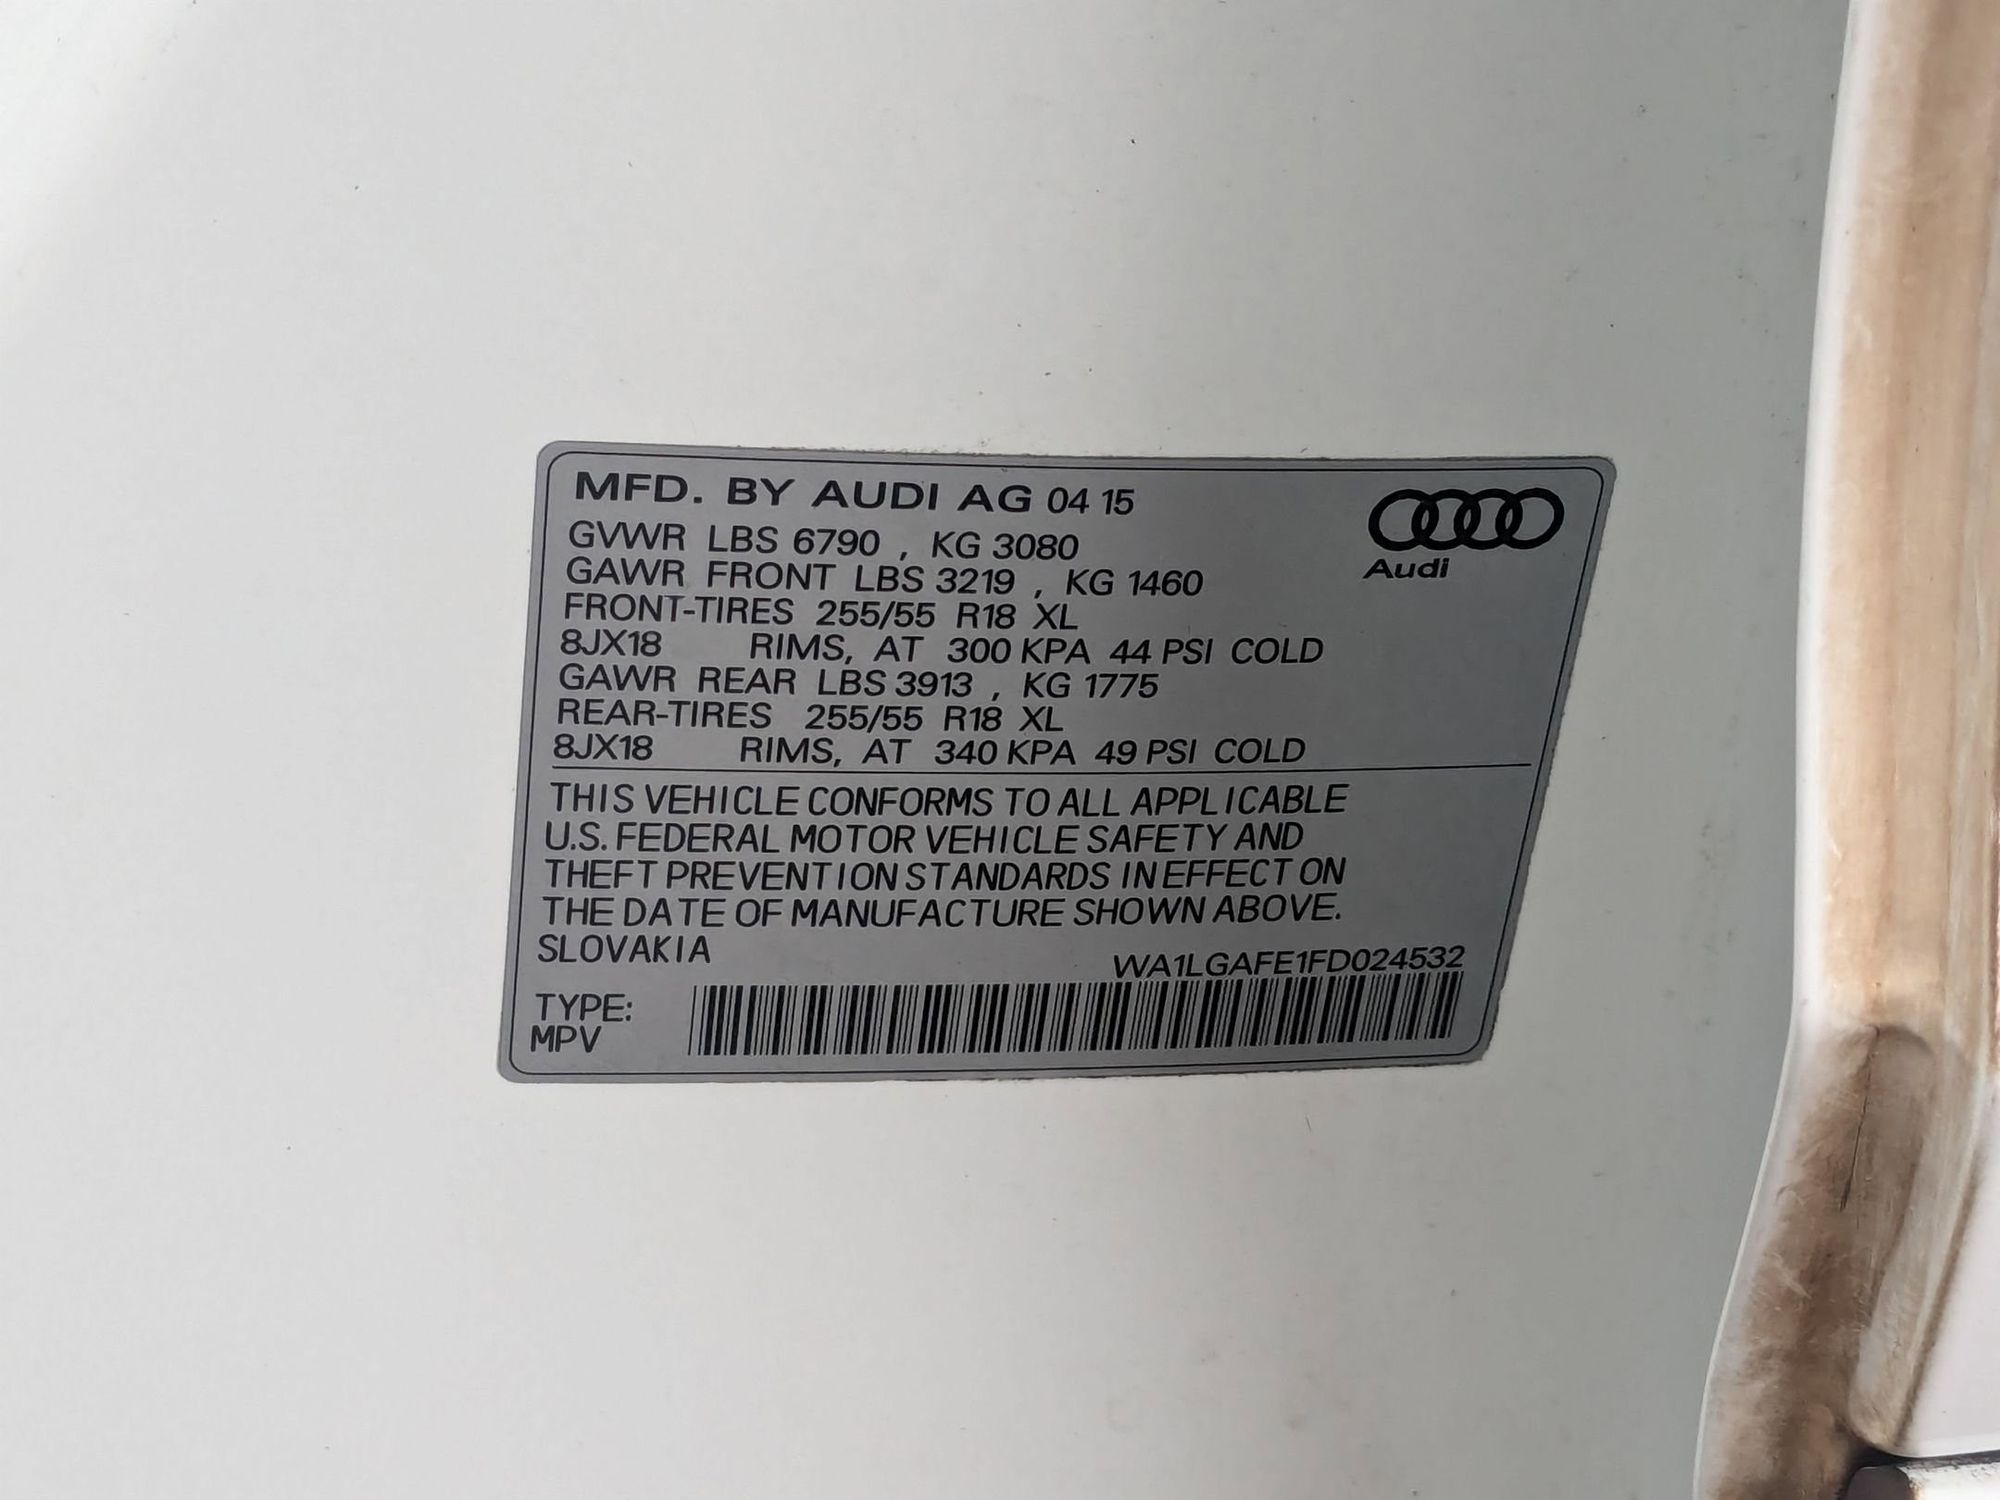 MFD. BY AUDI AG 04 15
Audi
GVWR LBS 6790 , KG 3080
GAWR FRONT LBS 3219 , KG 1460
FRONT-TIRES 255/55 R18 XL
8JX18 RIMS, AT 300 KPA 44 PSI COLD
GAWR REAR LBS 3913 , KG 1775
REAR-TIRES 255/55 R18 XL
8JX18 RIMS, AT 340 KPA 49 PSI COLD
THIS VEHICLE CONFORMS TO ALL APPLICABLE
U.S. FEDERAL MOTOR VEHICLE SAFETY AND
THEFT PREVENTION STANDARDS IN EFFECT ON
THE DATE OF MANUFACTURE SHOWN ABOVE.
SLOVAKIA
WA1LGAFE1FD024532
TYPE:
MPV